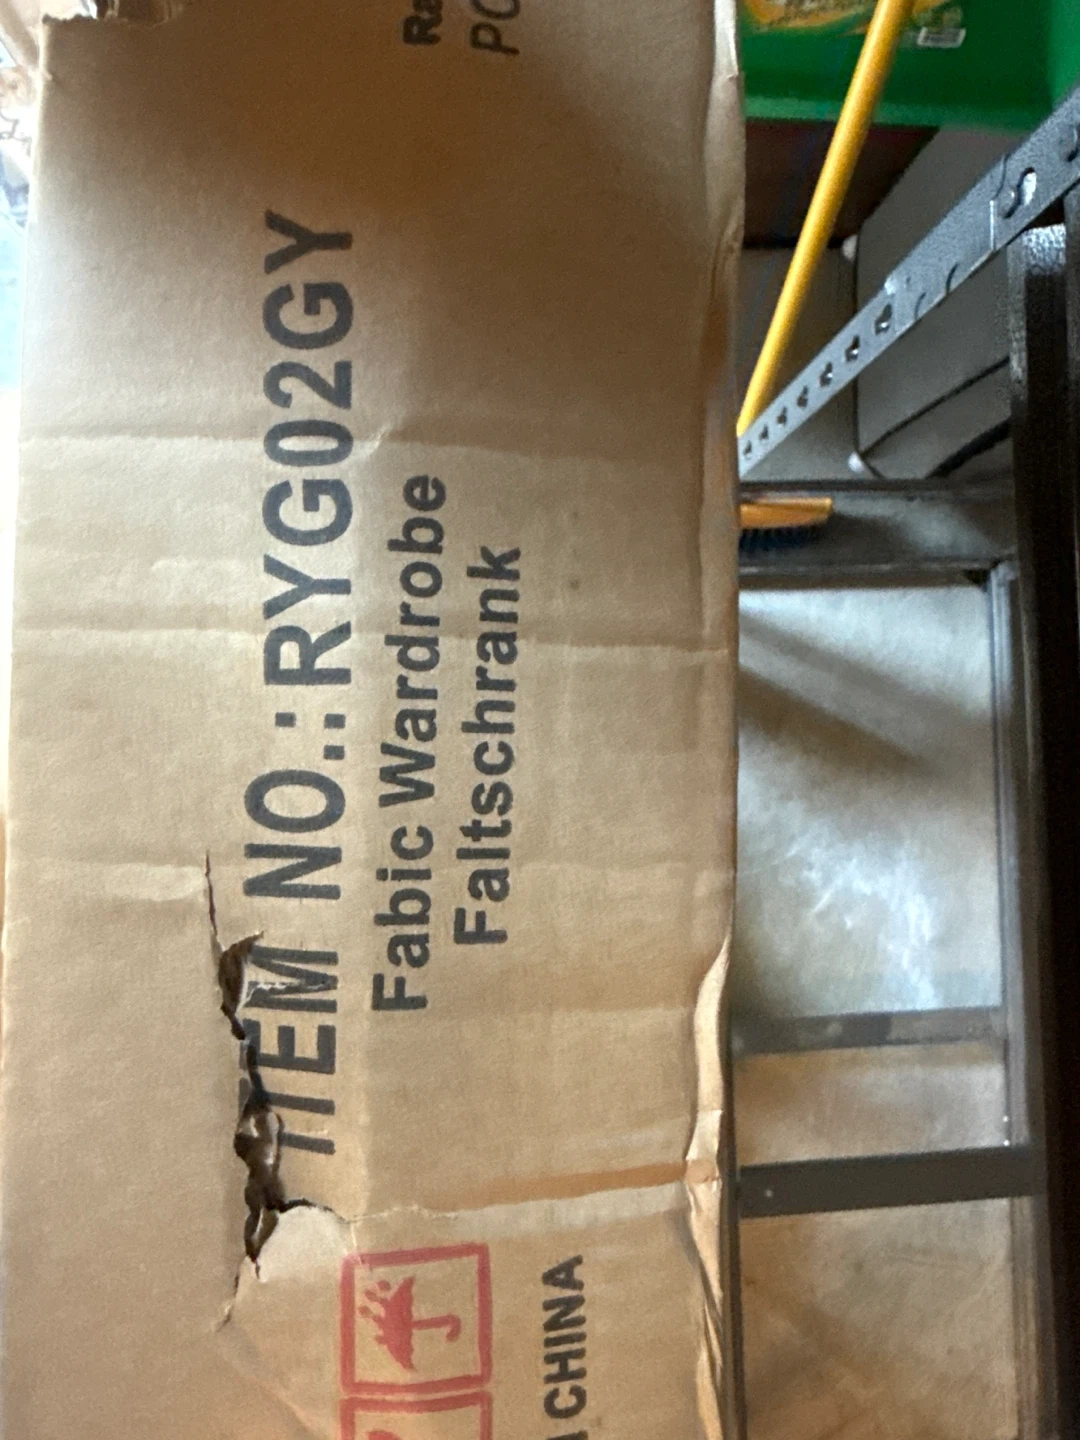 ITEM NO.: RYG02GY
Fabic Wardrobe
Faltschrank
CHINA